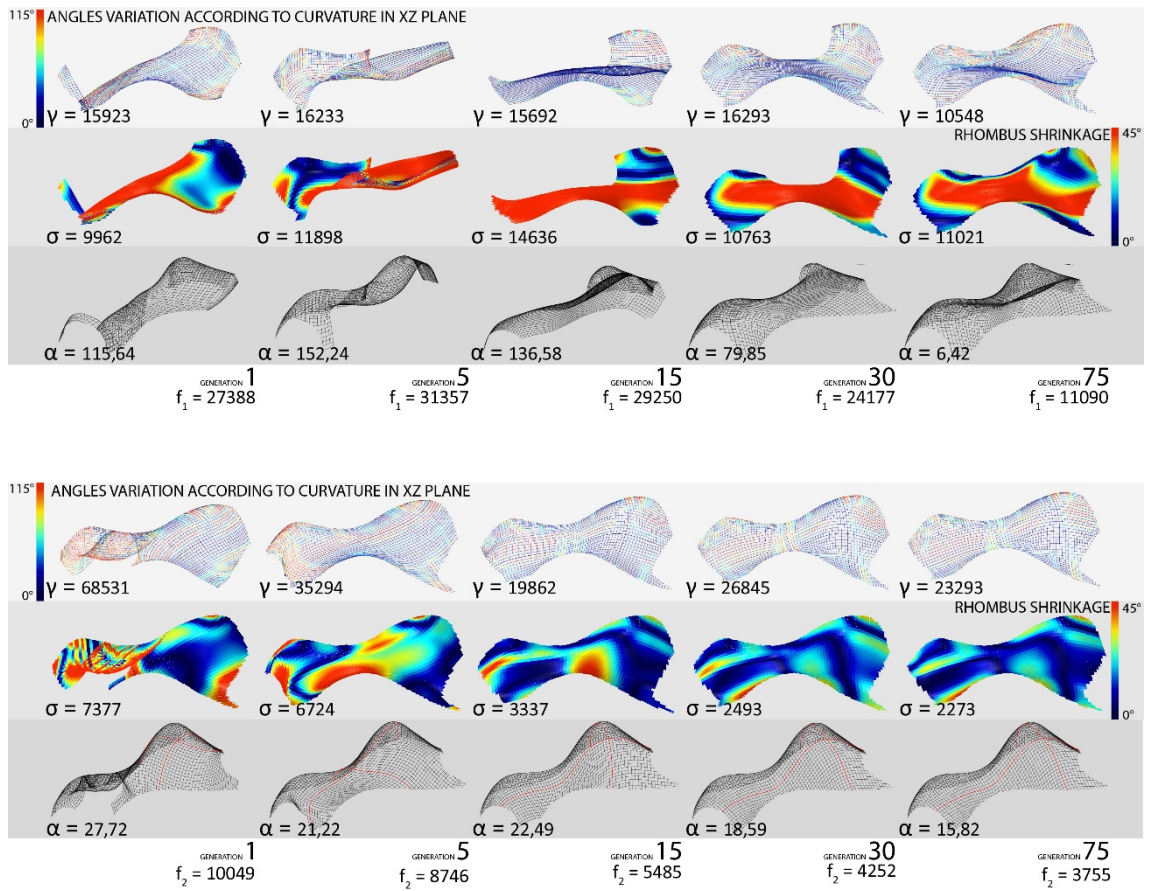 115° ANGLES VARIATION ACCORDING TO CURVATURE IN XZ PLANE
0° γ = 15923 γ = 16233 γ = 15692 γ = 16293 γ = 10548
RHOMBUS SHRINKAGE 45°
σ = 9962 σ = 11898 σ = 14636 σ = 10763 σ = 11021 0°
α = 115,64 α = 152,24 α = 136,58 α = 79,85 α = 6,42
GENERATION 1 GENERATION 5 GENERATION 15 GENERATION 30 GENERATION 75
f1 = 27388 f1 = 31357 f1 = 29250 f1 = 24177 f1 = 11090
115° ANGLES VARIATION ACCORDING TO CURVATURE IN XZ PLANE
0° γ = 68531 γ = 35294 γ = 19862 γ = 26845 γ = 23293
RHOMBUS SHRINKAGE 45°
σ = 7377 σ = 6724 σ = 3337 σ = 2493 σ = 2273 0°
α = 27,72 α = 21,22 α = 22,49 α = 18,59 α = 15,82
GENERATION 1 GENERATION 5 GENERATION 15 GENERATION 30 GENERATION 75
f2 = 10049 f2 = 8746 f2 = 5485 f2 = 4252 f2 = 3755